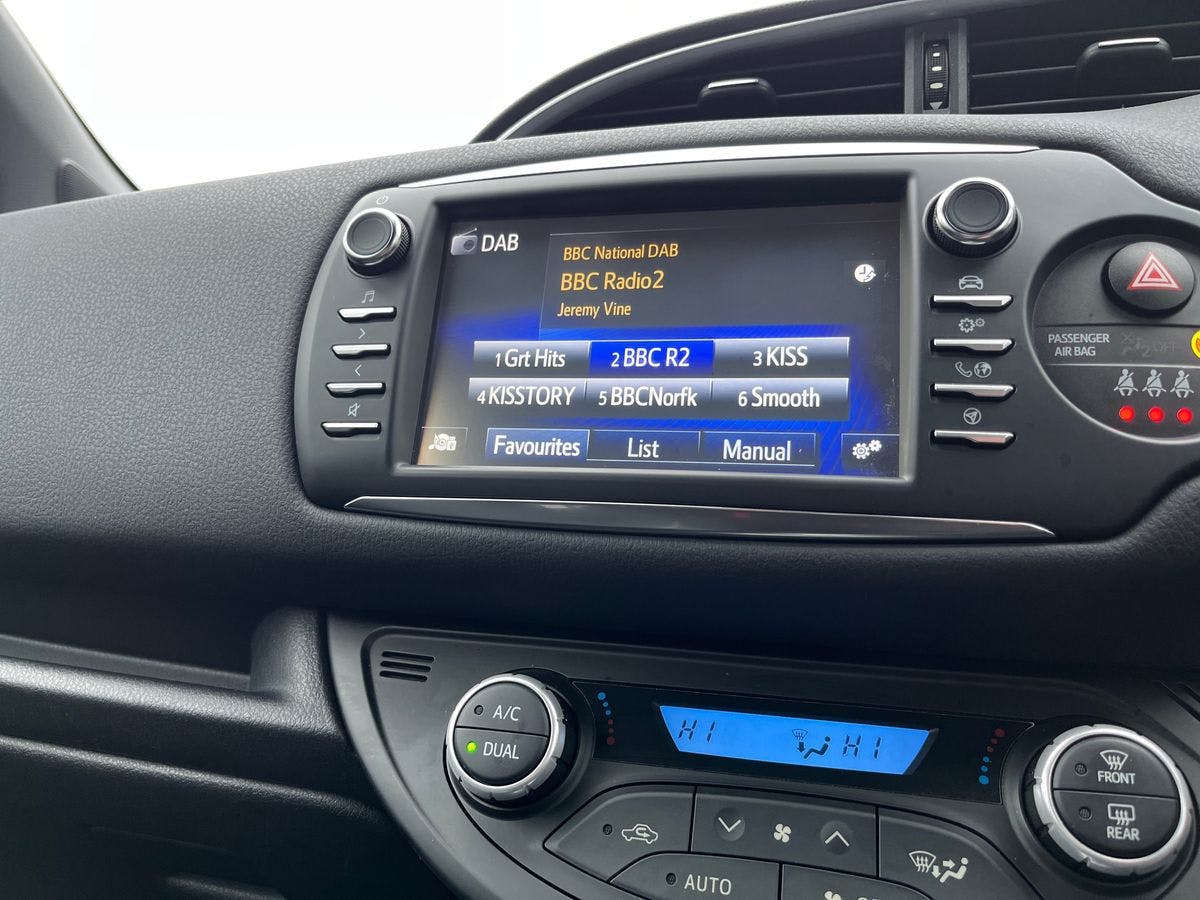 DAB
BBC National DAB
BBC Radio2
Jeremy Vine
1 Grt Hits 2 BBC R2 3 KISS
4 KISSTORY 5 BBCNorfk 6 Smooth
Favourites List Manual
PASSENGER
AIR BAG
A/C
DUAL
HI HI
FRONT
REAR
AUTO